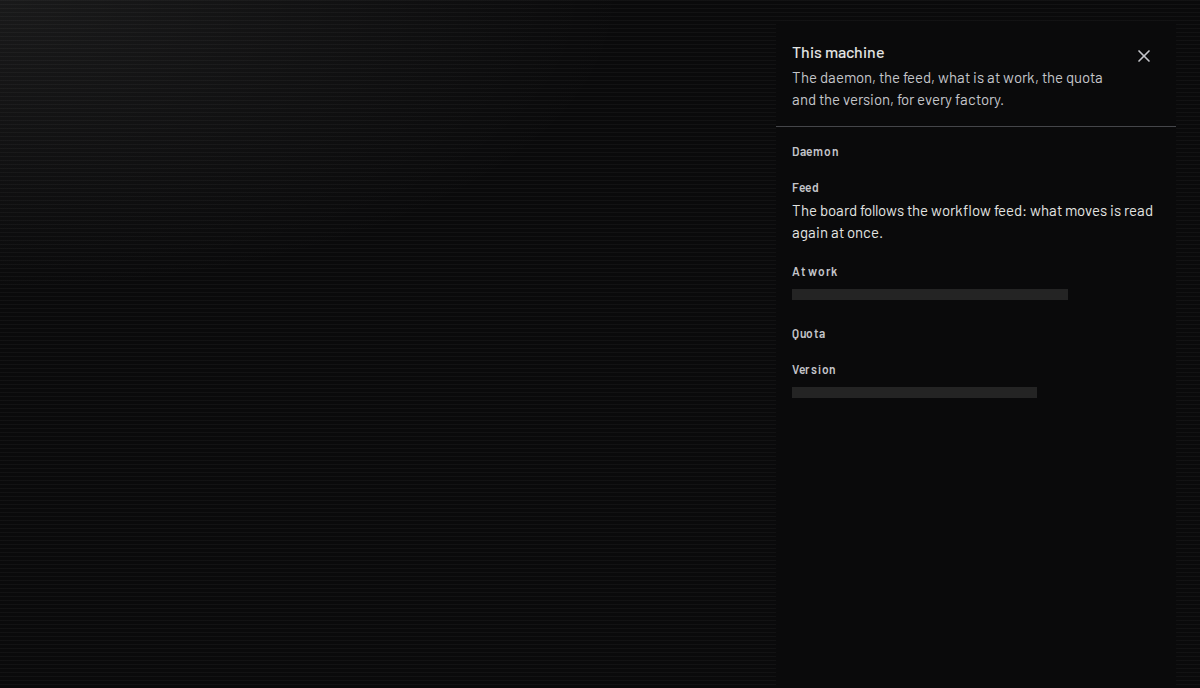 This machine
The daemon, the feed, what is at work, the quota
and the version, for every factory.
Daemon
Feed
The board follows the workflow feed: what moves is read
again at once.
At work
Quota
Version